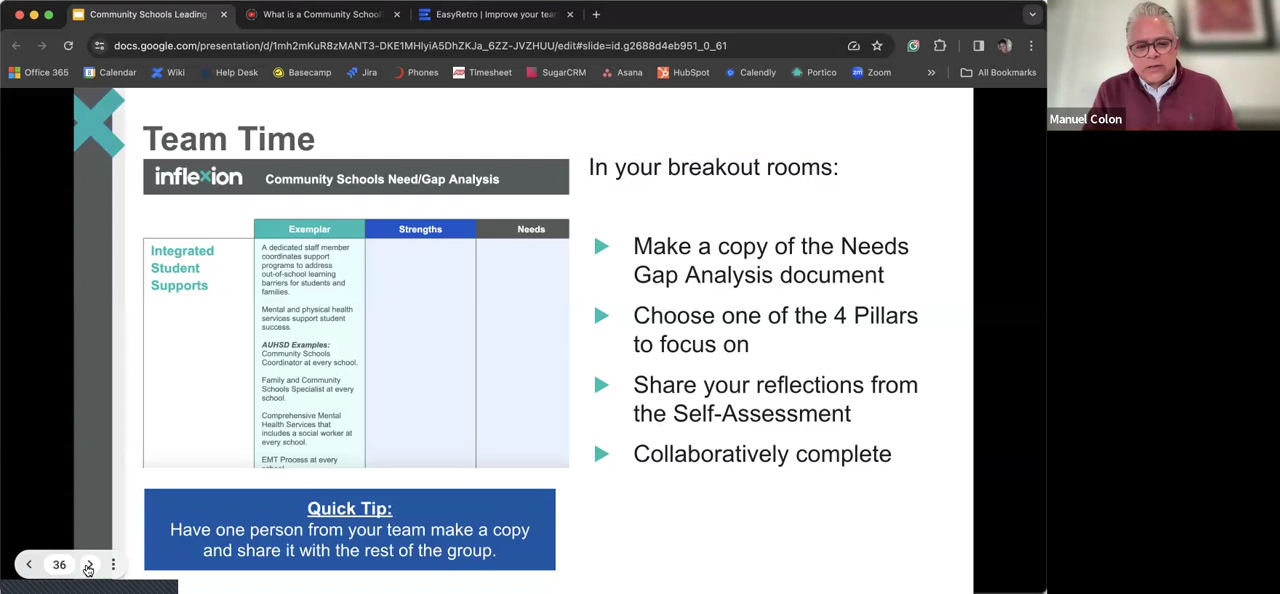 Community Schools Leading
What is a Community School
EasyRetro | Improve your tea
docs.google.com/presentation/d/1mh2mKuR8zMANT3-DKE1MHlyiA5DhZKJa_6ZZ-JVZHUU/edit#slide=id.g2688d4eb951_0_61
Office 365 Calendar Wiki Help Desk Basecamp Jira Phones Timesheet SugarCRM Asana HubSpot Calendly Portico Zoom » All Bookmarks
zm
Manuel Colon
Team Time
inflexion Community Schools Need/Gap Analysis
Exemplar Strengths Needs
Integrated
Student
Supports
A dedicated staff member
coordinates support
programs to address
out-of-school learning
barriers for students and
families.
Mental and physical health
services support student
success.
AUHSD Examples:
Community Schools
Coordinator at every school.
Family and Community
Schools Specialist at every
school.
Comprehensive Mental
Health Services that
includes a social worker at
every school.
EMT Process at every
In your breakout rooms:
Make a copy of the Needs
Gap Analysis document
Choose one of the 4 Pillars
to focus on
Share your reflections from
the Self-Assessment
Collaboratively complete
Quick Tip:
Have one person from your team make a copy
and share it with the rest of the group.
36